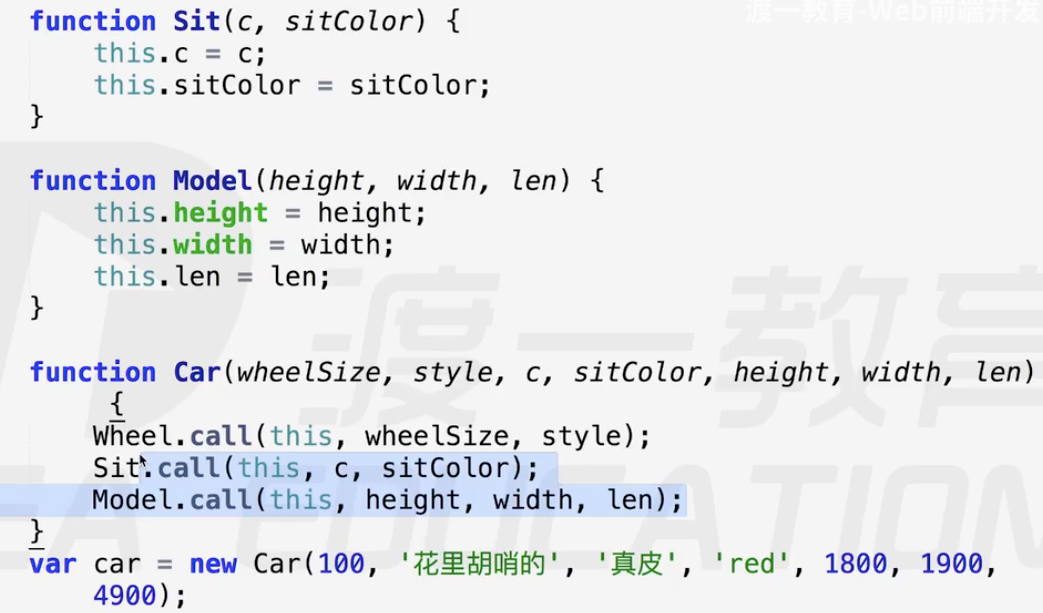 渡一教育-Web前端开发
function Sit(c, sitColor) {
this.c = c;
this.sitColor = sitColor;
}
function Model(height, width, len) {
this.height = height;
this.width = width;
this.len = len;
}
渡一教育
EDUCATION
function Car(wheelSize, style, c, sitColor, height, width, len)
{
Wheel.call(this, wheelSize, style);
Sit.call(this, c, sitColor);
Model.call(this, height, width, len);
}
var car = new Car(100, '花里胡哨的', '真皮', 'red', 1800, 1900,
4900);